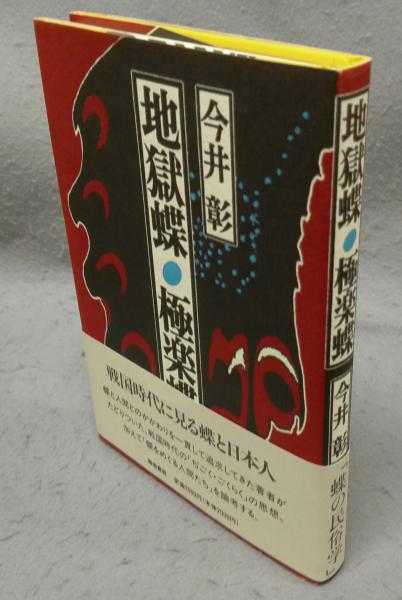 今井 彰
地獄蝶●極楽蝶
戦国時代に見る蝶と日本人
蝶と人間とのかかわりを一貫して追求してきた著者が
たどりついた、戦国時代の「ぢごく・ごくらく」の思想。
加えて「蝶をめぐる人間たち」を論考する。
築地書館
地獄蝶●極楽蝶
今井 彰
「蝶の民俗学」